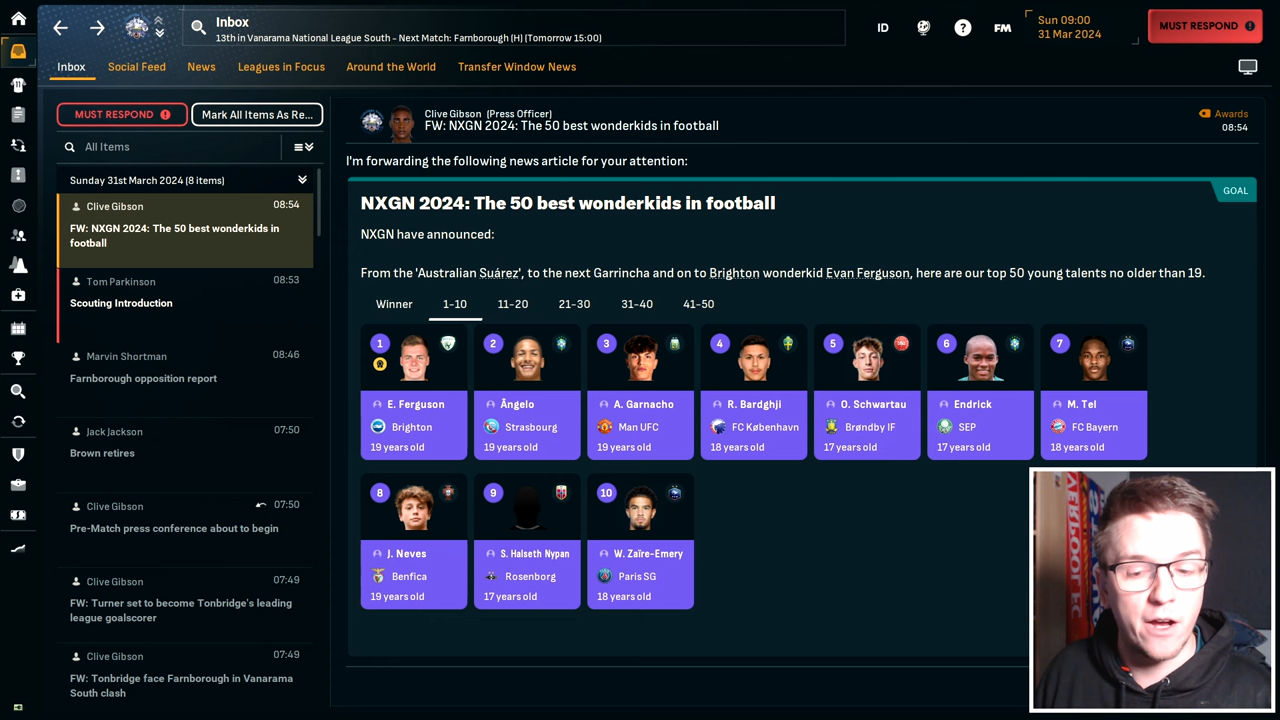 Inbox
13th in Vanarama National League South - Next Match: Farnborough (H) (Tomorrow 15:00)
ID
?
FM
Sun 09:00
31 Mar 2024
MUST RESPOND
Inbox
Social Feed
News
Leagues in Focus
Around the World
Transfer Window News
MUST RESPOND
Mark All Items As Re...
All Items
Sunday 31st March 2024 (8 items)
Clive Gibson
08:54
FW: NXGN 2024: The 50 best wonderkids in
football
Tom Parkinson
08:53
Scouting Introduction
Marvin Shortman
08:46
Farnborough opposition report
Jack Jackson
07:50
Brown retires
Clive Gibson
07:50
Pre-Match press conference about to begin
Clive Gibson
07:49
FW: Turner set to become Tonbridge's leading
league goalscorer
Clive Gibson
07:49
FW: Tonbridge face Farnborough in Vanarama
South clash
Clive Gibson (Press Officer)
FW: NXGN 2024: The 50 best wonderkids in football
Awards
08:54
I'm forwarding the following news article for your attention:
GOAL
NXGN 2024: The 50 best wonderkids in football
NXGN have announced:
From the 'Australian Suárez', to the next Garrincha and on to Brighton wonderkid Evan Ferguson, here are our top 50 young talents no older than 19.
Winner
1-10
11-20
21-30
31-40
41-50
1
E. Ferguson
Brighton
19 years old
2
Ângelo
Strasbourg
19 years old
3
A. Garnacho
Man UFC
19 years old
4
R. Bardghji
FC København
18 years old
5
O. Schwartau
Brøndby IF
17 years old
6
Endrick
SEP
17 years old
7
M. Tel
FC Bayern
18 years old
8
J. Neves
Benfica
19 years old
9
S. Halseth Nypan
Rosenborg
17 years old
10
W. Zaïre-Emery
Paris SG
18 years old